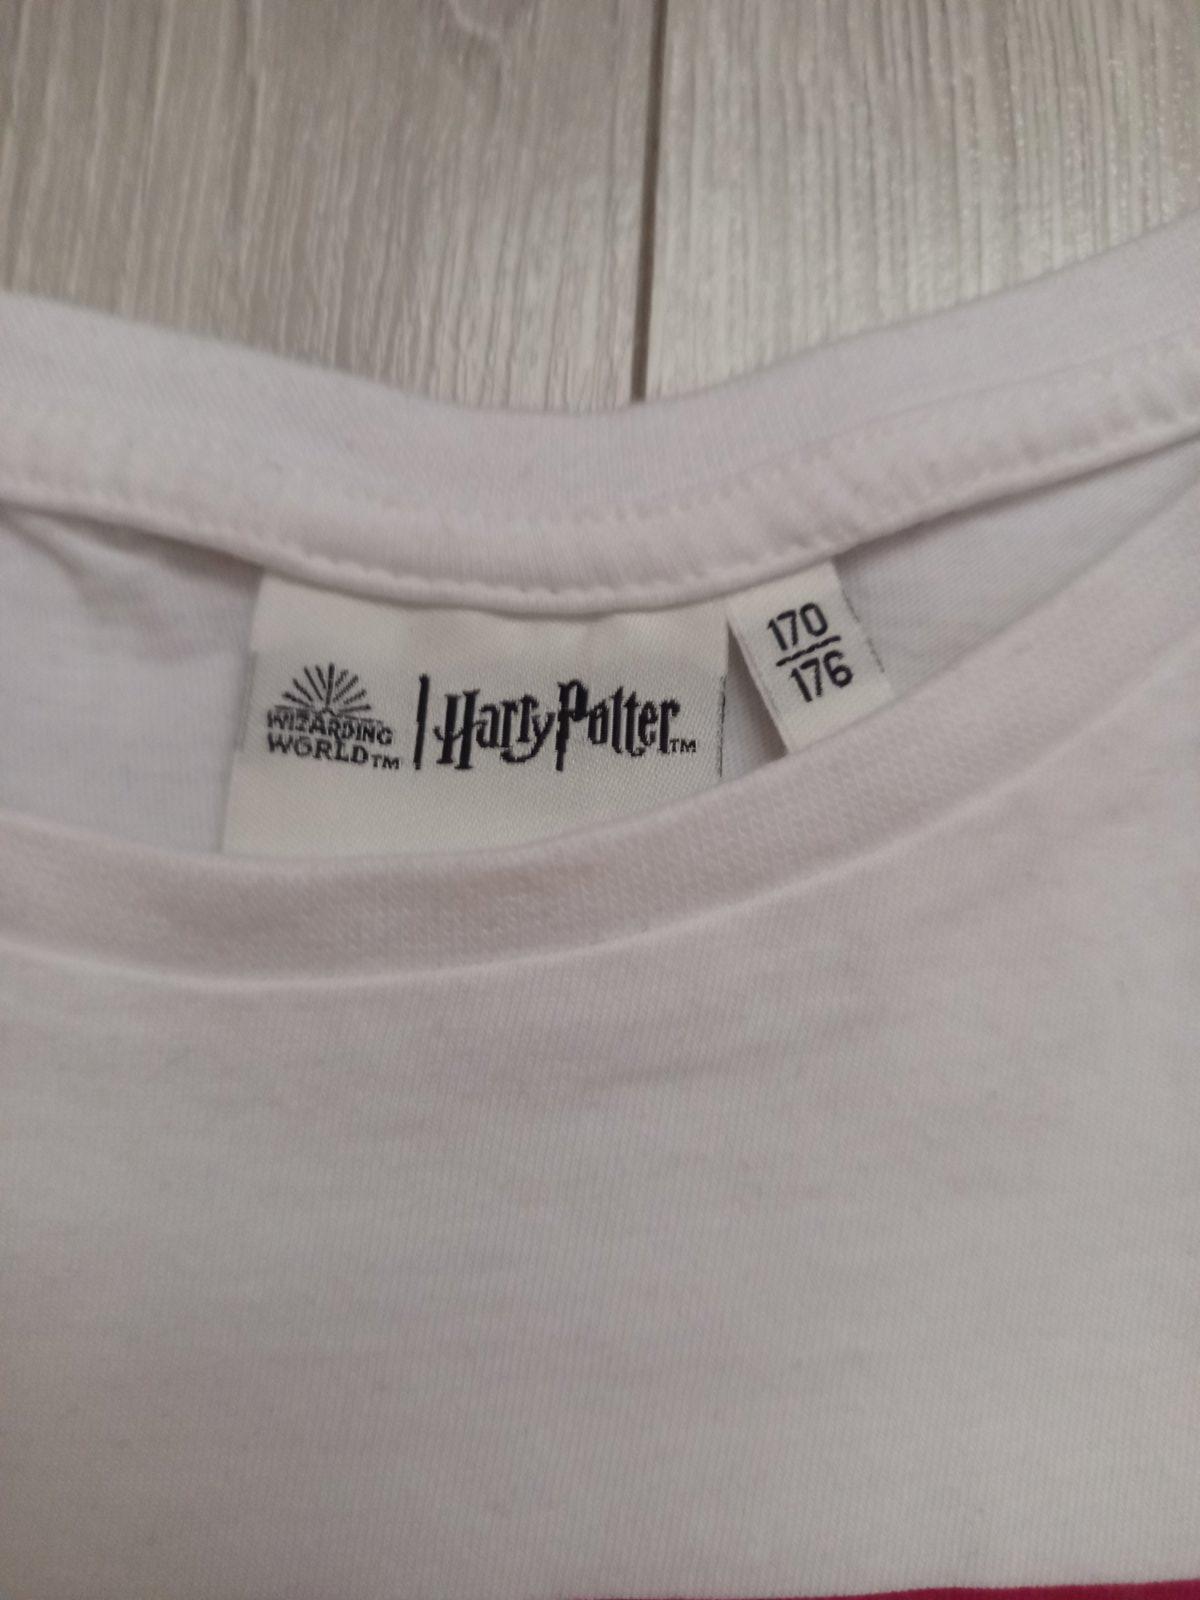 WIZARDING
WORLD™
Harry Potter™
170
176